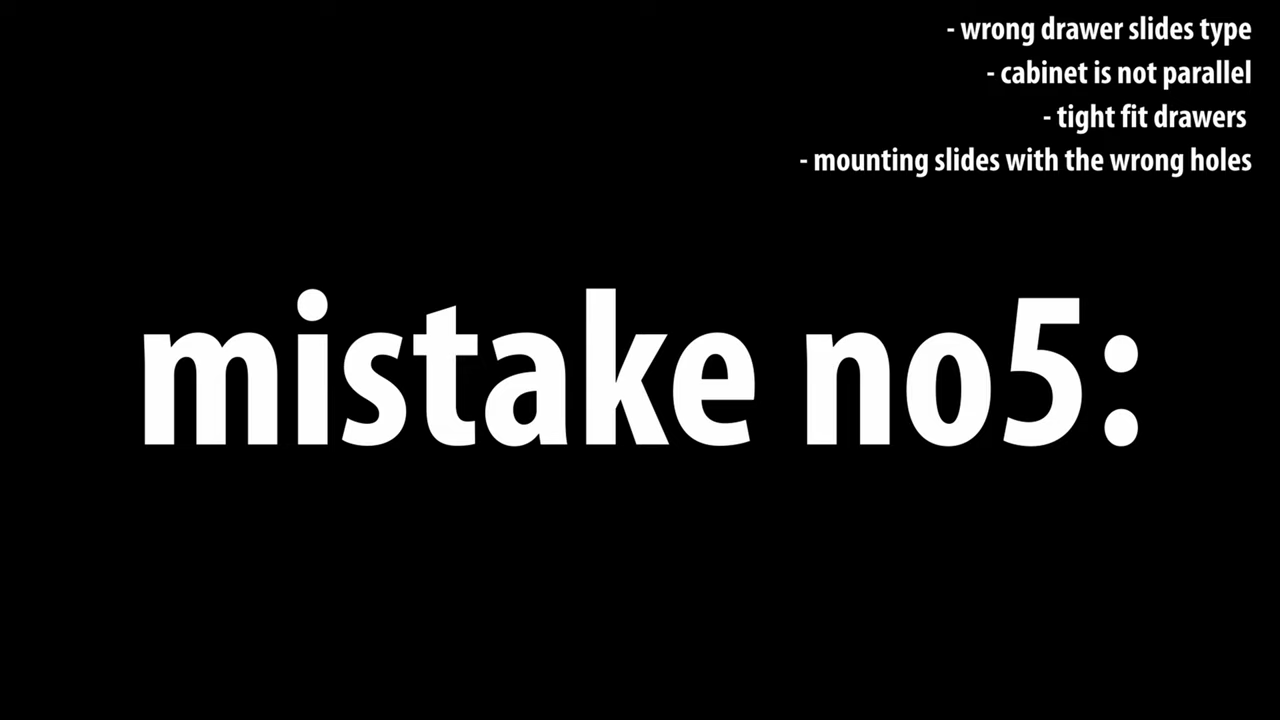 - wrong drawer slides type
- cabinet is not parallel
- tight fit drawers
- mounting slides with the wrong holes
mistake no5: